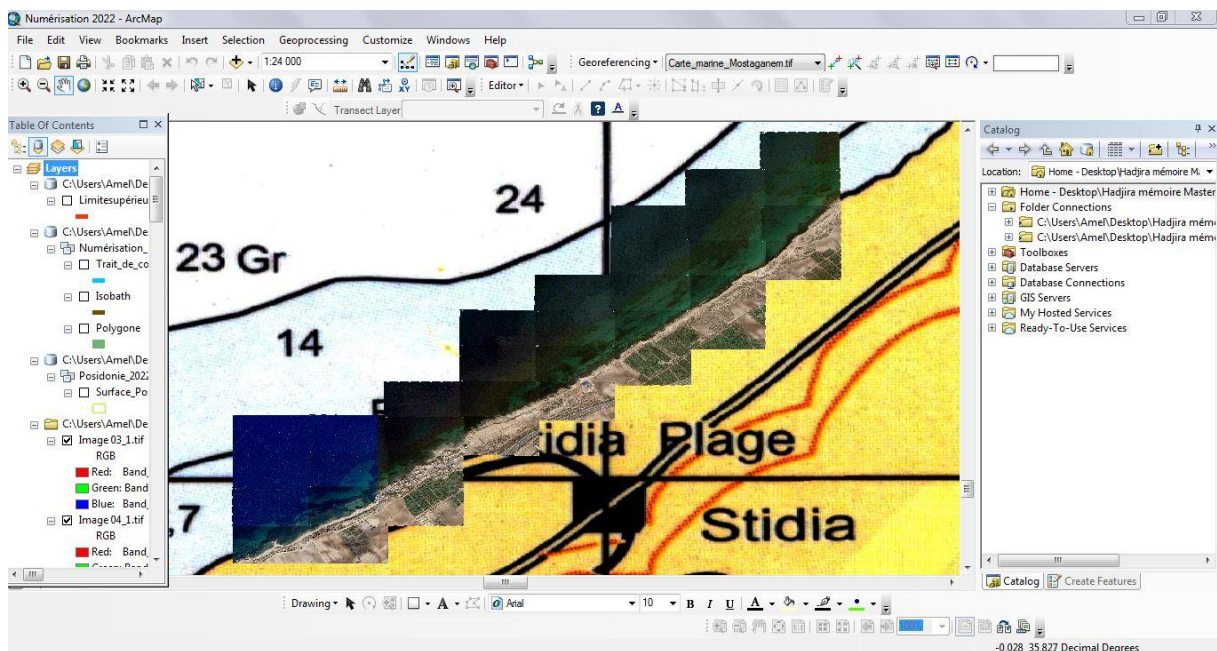 Numérisation 2022 - ArcMap
File Edit View Bookmarks Insert Selection Geoprocessing Customize Windows Help
1:24 000 Georeferencing Carte_marine_Mostaganem.tif
Editor
Transect Layer
Table Of Contents
Layers
C:\Users\Amel\De
Limitesupérieu
C:\Users\Amel\De
Numérisation_
Trait_de_co
Isobath
Polygone
C:\Users\Amel\De
Posidonie_202
Surface_Po
C:\Users\Amel\De
Image 03_1.tif
RGB
Red: Band_
Green: Band
Blue: Band_
Image 04_1.tif
RGB
Red: Band_
24
23 Gr
14
idia Plage
,7
Stidia
Catalog
Location: Home - Desktop\Hadjira mémoire M
Home - Desktop\Hadjira mémoire Master
Folder Connections
C:\Users\Amel\Desktop\Hadjira mém
C:\Users\Amel\Desktop\Hadjira mém
Toolboxes
Database Servers
Database Connections
GIS Servers
My Hosted Services
Ready-To-Use Services
Catalog Create Features
Drawing A Arial 10 B I U A
100%
-0.028 35.827 Decimal Degrees